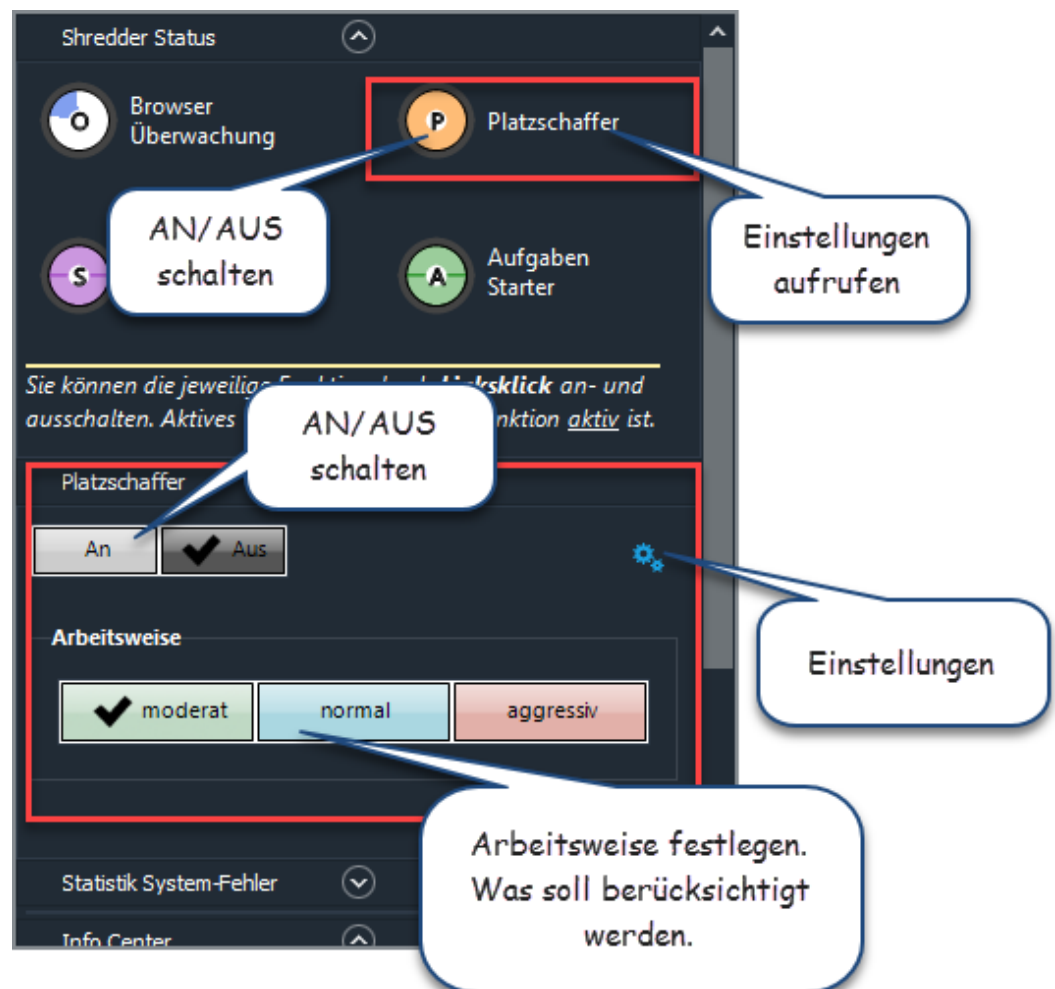 Shredder Status
O
Browser
Überwachung
P
Platzschaffer
AN/AUS
schalten
Einstellungen
aufrufen
S
A
Aufgaben
Starter
Sie können die jeweilige an- und
ausschalten. Aktives aktiv ist.
AN/AUS
schalten
Platzschaffer
An
Aus
Arbeitsweise
Einstellungen
moderat
normal
aggressiv
Arbeitsweise festlegen.
Was soll berücksichtigt
werden.
Statistik System-Fehler
Info Center